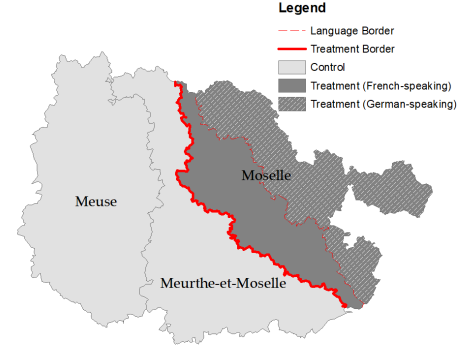 Legend
Language Border
Treatment Border
Control
Treatment (French-speaking)
Treatment (German-speaking)
Moselle
Meuse
Meurthe-et-Moselle